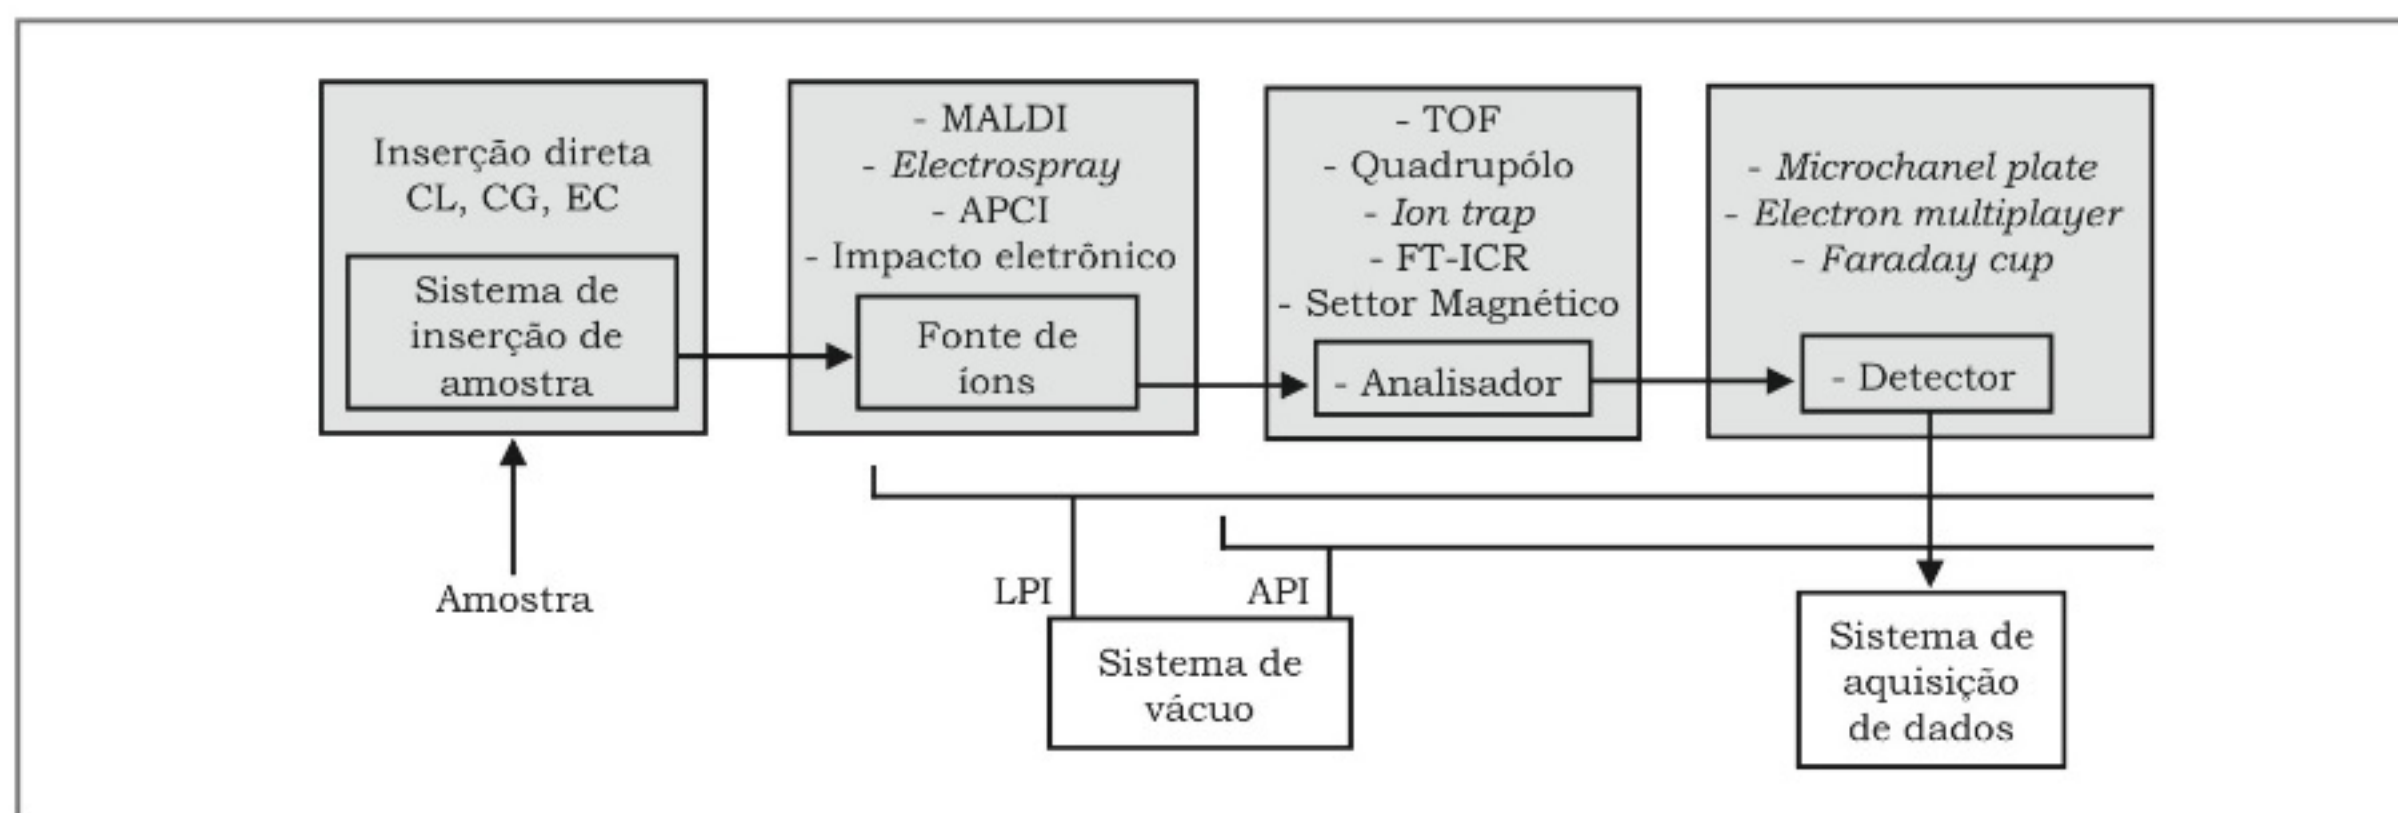 Inserção direta
CL, CG, EC
Sistema de
inserção de
amostra
Amostra
- MALDI
- Electrospray
- APCI
- Impacto eletrônico
Fonte de
íons
- TOF
- Quadrupólo
- Ion trap
- FT-ICR
- Settor Magnético
- Analisador
- Microchanel plate
- Electron multiplayer
- Faraday cup
- Detector
LPI
API
Sistema de
vácuo
Sistema de
aquisição
de dados